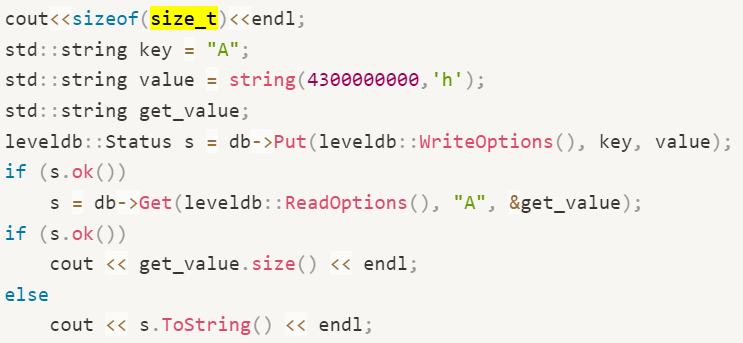 cout<<sizeof(size_t)<<endl;
std::string key = "A";
std::string value = string(4300000000,'h');
std::string get_value;
leveldb::Status s = db->Put(leveldb::WriteOptions(), key, value);
if (s.ok())
    s = db->Get(leveldb::ReadOptions(), "A", &get_value);
if (s.ok())
    cout << get_value.size() << endl;
else
    cout << s.ToString() << endl;